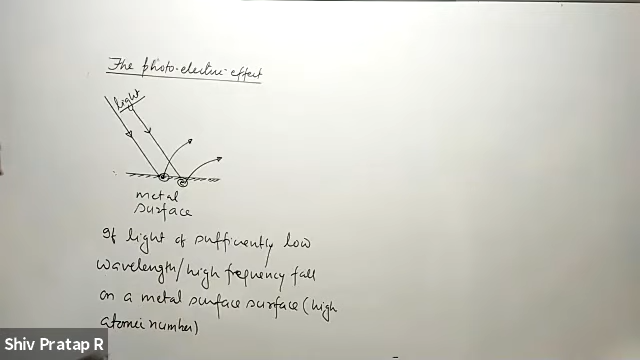 The photo-electric effect
light
metal
surface
If light of sufficiently low
wavelength/high frequency fall
on a metal surface surface (high
atomic number)
Shiv Pratap R